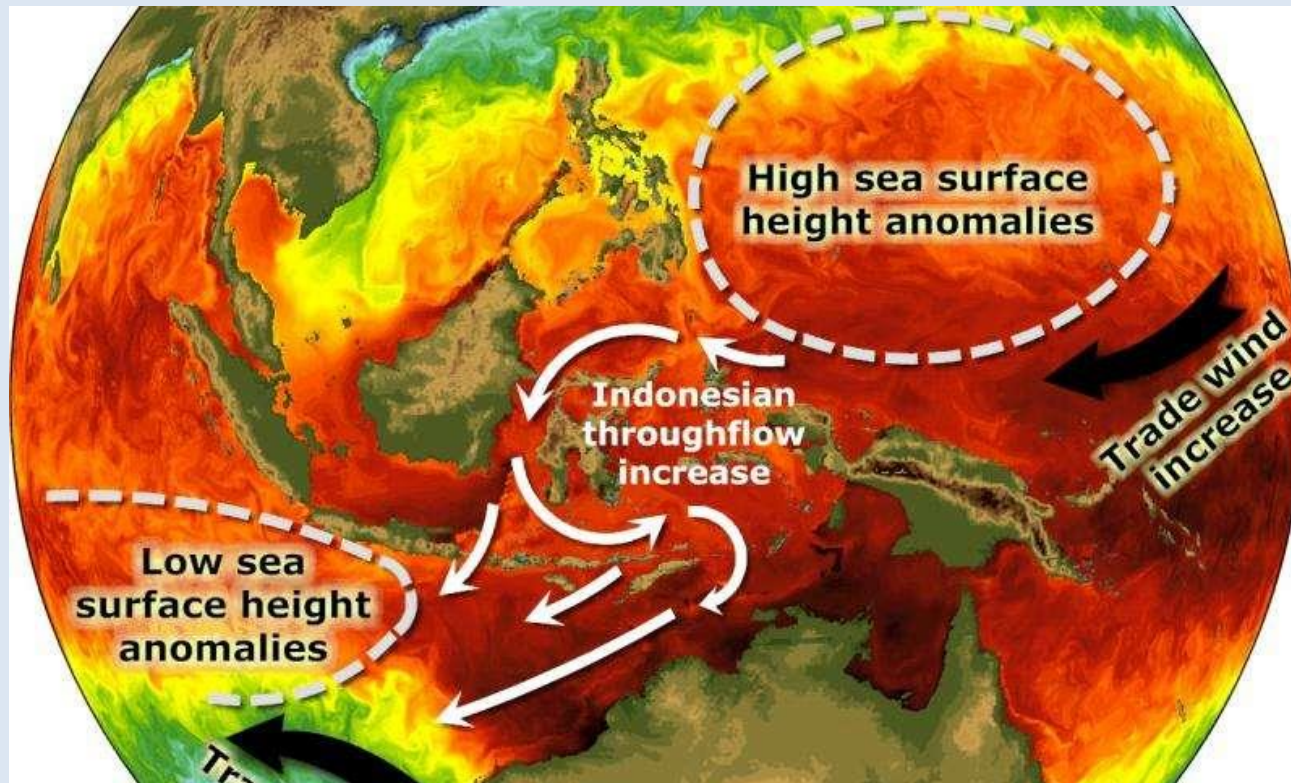 High sea surface
height anomalies
Trade wind
increase
Indonesian
throughflow
increase
Low sea
surface height
anomalies